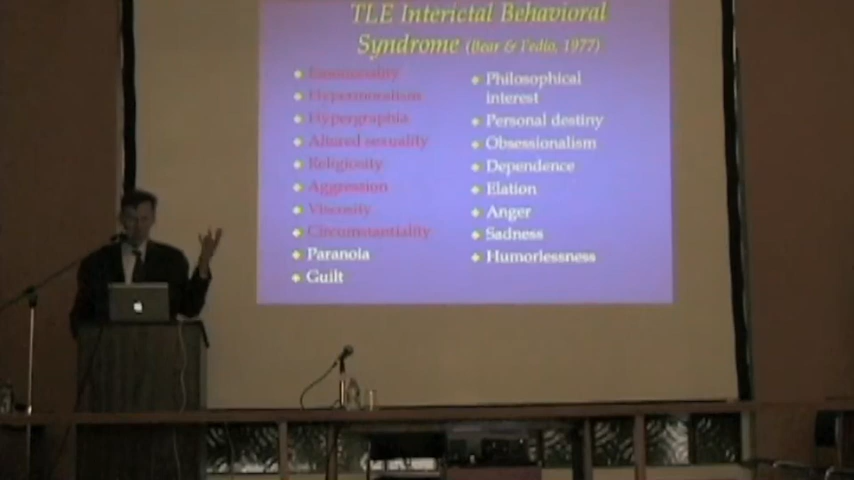 TLE Interictal Behavioral
Syndrome (Bear & Fedio, 1977)
Hypermoralism
Hypergraphia
Altered sexuality
Religiosity
Aggression
Viscosity
Circumstantiality
Paranoia
Guilt
Philosophical
interest
Personal destiny
Obsessionalism
Dependence
Elation
Anger
Sadness
Humorlessness